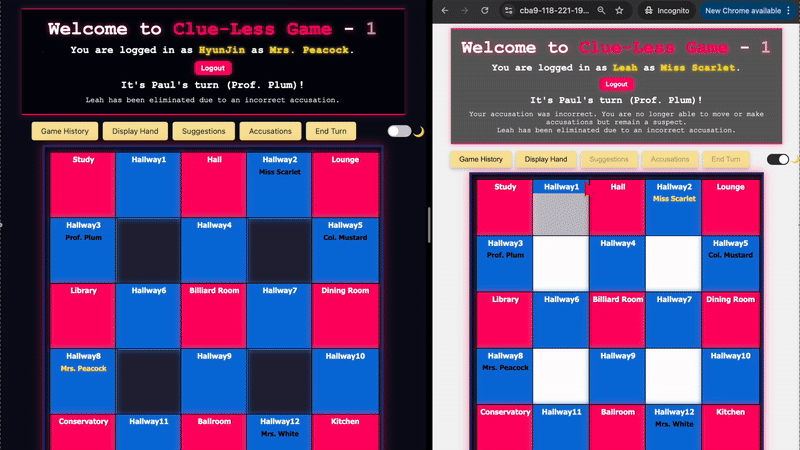 Welcome to Clue-Less Game - 1
You are logged in as HyunJin as Mrs. Peacock.
Logout
It's Paul's turn (Prof. Plum)!
Leah has been eliminated due to an incorrect accusation.
Game History Display Hand Suggestions Accusations End Turn
Study Hallway1 Hall Hallway2 Lounge
Miss Scarlet
Hallway3 Hallway4 Hallway5
Prof. Plum Col. Mustard
Library Hallway6 Billiard Room Hallway7 Dining Room
Hallway8 Hallway9 Hallway10
Mrs. Peacock
Conservatory Hallway11 Ballroom Hallway12 Kitchen
Mrs. White
cba9-118-221-19... Incognito New Chrome available
Welcome to Clue-Less Game - 1
You are logged in as Leah as Miss Scarlet.
Logout
It's Paul's turn (Prof. Plum)!
Your accusation was incorrect. You are no longer able to move or make
accusations but remain a suspect.
Leah has been eliminated due to an incorrect accusation.
Game History Display Hand Suggestions Accusations End Turn
Study Hallway1 Hall Hallway2 Lounge
Miss Scarlet
Hallway3 Hallway4 Hallway5
Prof. Plum Col. Mustard
Library Hallway6 Billiard Room Hallway7 Dining Room
Hallway8 Hallway9 Hallway10
Mrs. Peacock
Conservatory Hallway11 Ballroom Hallway12 Kitchen
Mrs. White